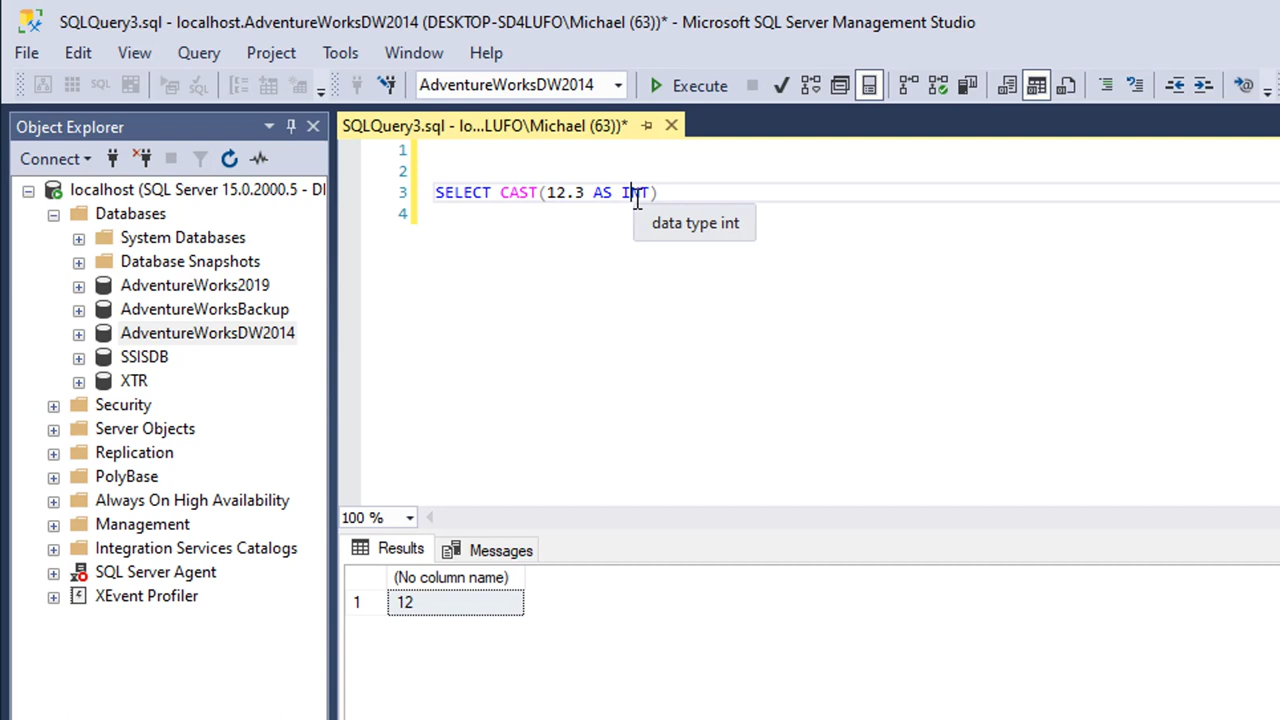 SQLQuery3.sql - localhost.AdventureWorksDW2014 (DESKTOP-SD4LUFO\Michael (63))* - Microsoft SQL Server Management Studio
File Edit View Query Project Tools Window Help
SQL AdventureWorksDW2014 Execute
Object Explorer
Connect
localhost (SQL Server 15.0.2000.5 - DI
Databases
System Databases
Database Snapshots
AdventureWorks2019
AdventureWorksBackup
AdventureWorksDW2014
SSISDB
XTR
Security
Server Objects
Replication
PolyBase
Always On High Availability
Management
Integration Services Catalogs
SQL Server Agent
XEvent Profiler
SQLQuery3.sql - lo...LUFO\Michael (63))*
1
2
3 SELECT CAST(12.3 AS INT)
4
data type int
100 %
Results Messages
(No column name)
1 12